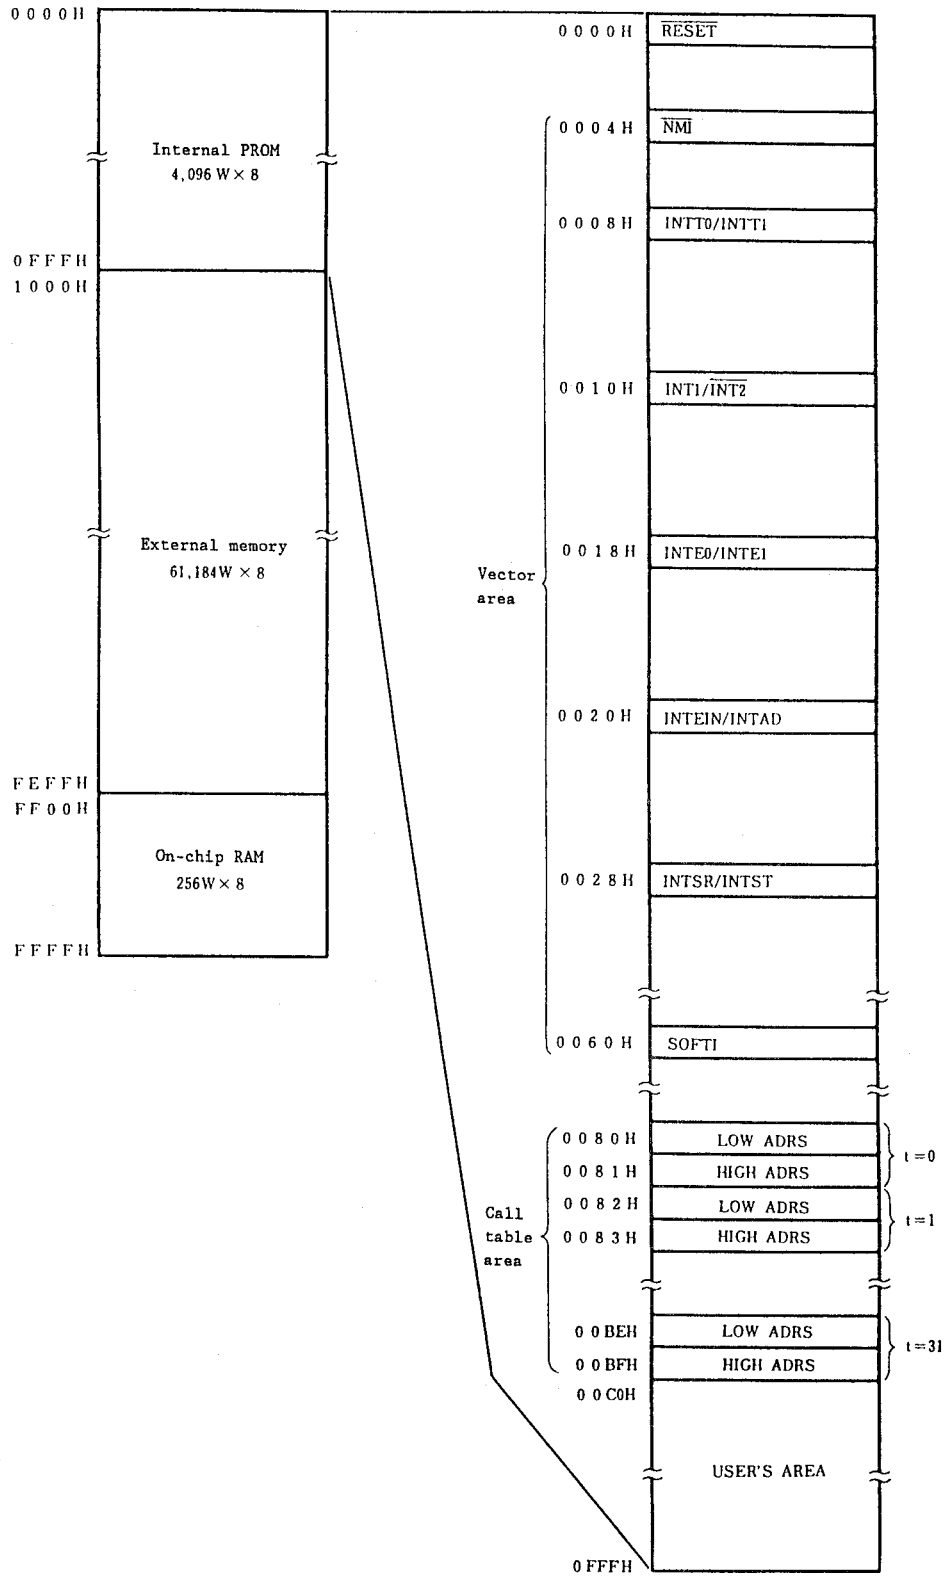 0000H
Internal PROM
4,096 W × 8
0FFFH
1000H
External memory
61,184W × 8
FEFFH
FF00H
On-chip RAM
256W × 8
FFFFH
0000H RESET
0004H NMI
0008H INTT0/INTT1
0010H INT1/INT2
0018H INTE0/INTE1
Vector
area
0020H INTEIN/INTAD
0028H INTSR/INTST
0060H SOFTI
0080H LOW ADRS
t=0
0081H HIGH ADRS
0082H LOW ADRS
t=1
0083H HIGH ADRS
Call
table
area
00BEH LOW ADRS
t=31
00BFH HIGH ADRS
00C0H
USER'S AREA
0FFFH